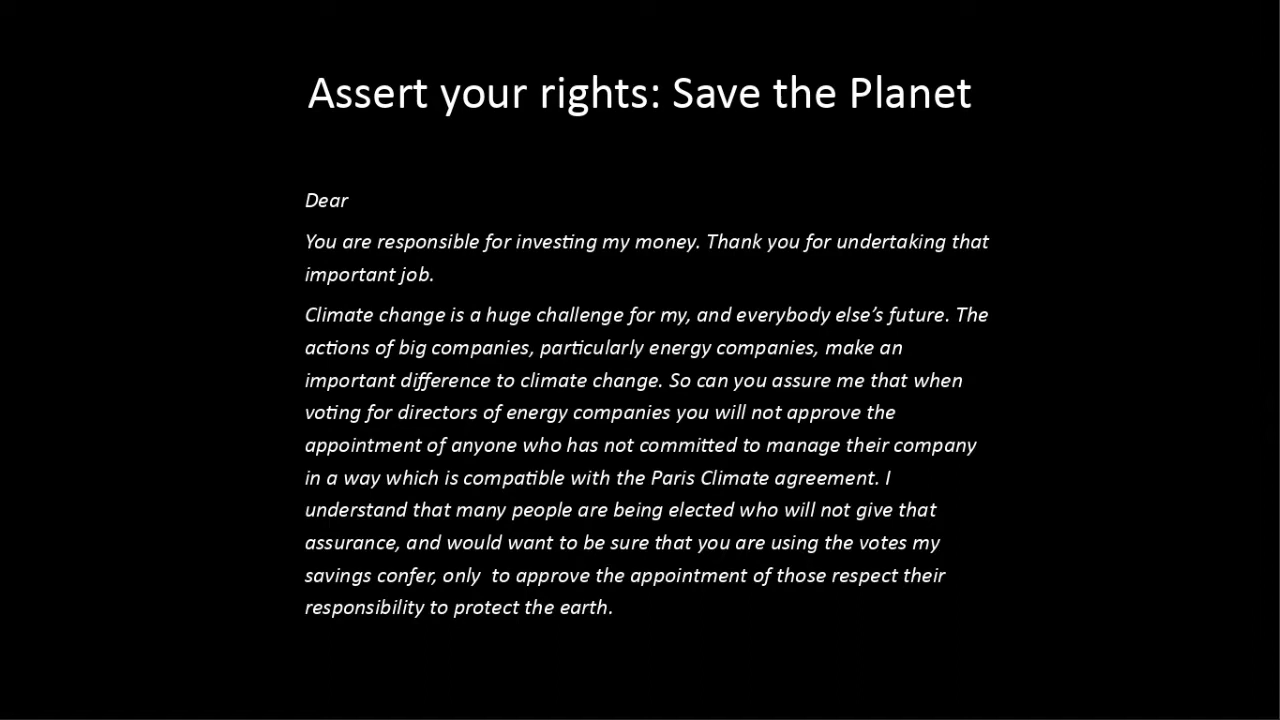 Assert your rights: Save the Planet
Dear
You are responsible for investing my money. Thank you for undertaking that
important job.
Climate change is a huge challenge for my, and everybody else’s future. The
actions of big companies, particularly energy companies, make an
important difference to climate change. So can you assure me that when
voting for directors of energy companies you will not approve the
appointment of anyone who has not committed to manage their company
in a way which is compatible with the Paris Climate agreement. I
understand that many people are being elected who will not give that
assurance, and would want to be sure that you are using the votes my
savings confer, only  to approve the appointment of those respect their
responsibility to protect the earth.